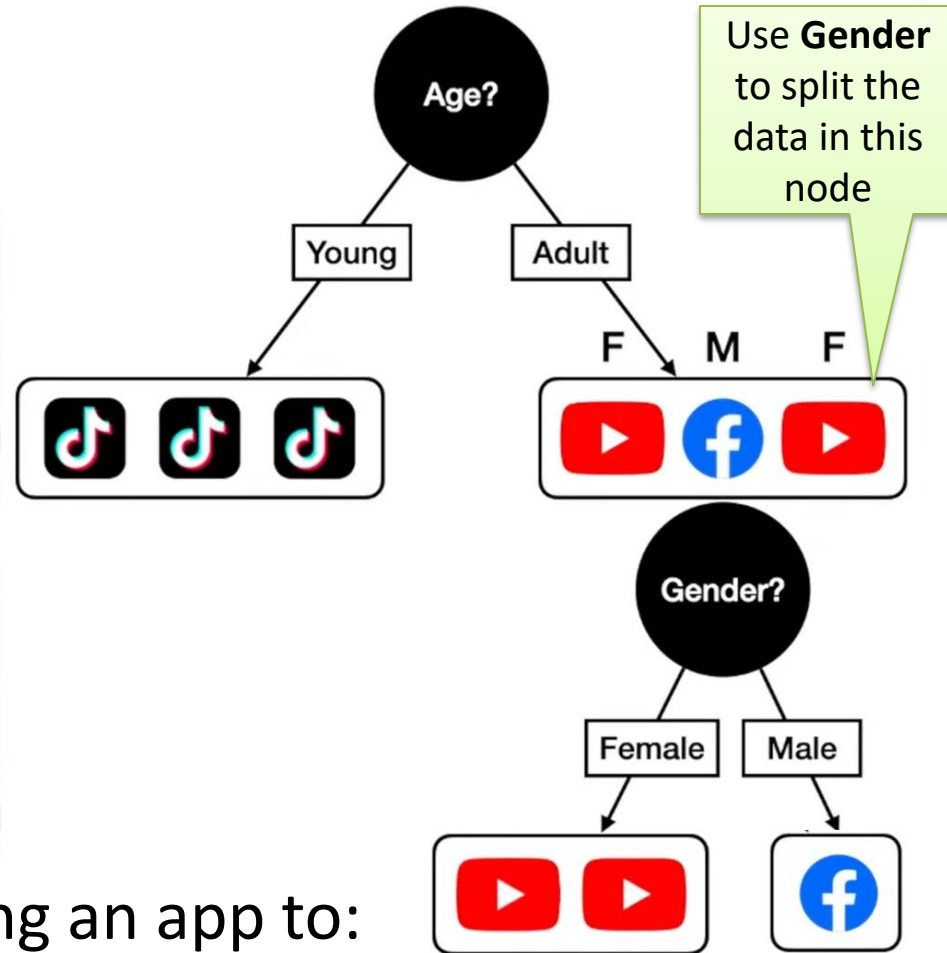 Age?
Use Gender
to split the
data in this
node
Young
Adult
F M F
Gender?
Female
Male
ng an app to: